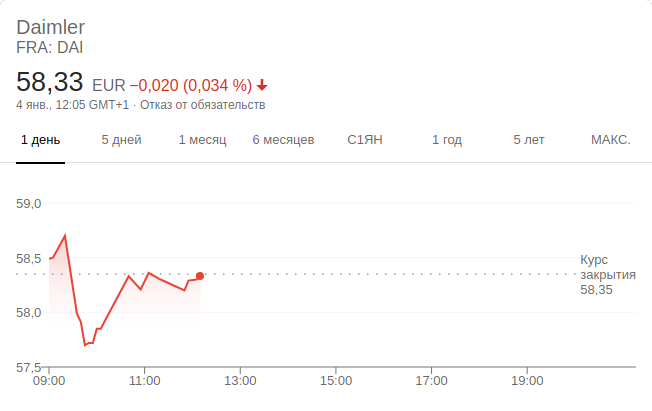 Daimler
FRA: DAI
58,33 EUR −0,020 (0,034 %)
4 янв., 12:05 GMT+1 · Отказ от обязательств
1 день 5 дней 1 месяц 6 месяцев С1ЯН 1 год 5 лет МАКС.
59,0
58,5
Курс
закрытия
58,35
58,0
57,5
09:00 11:00 13:00 15:00 17:00 19:00